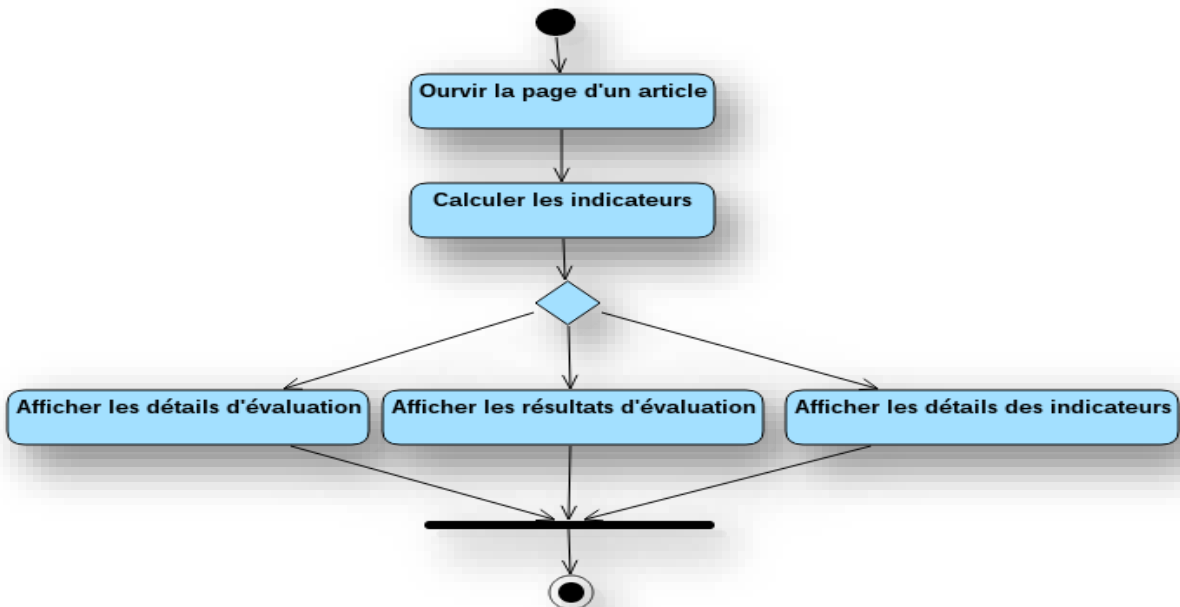 Ourvir la page d'un article
Calculer les indicateurs
Afficher les détails d'évaluation
Afficher les résultats d'évaluation
Afficher les détails des indicateurs